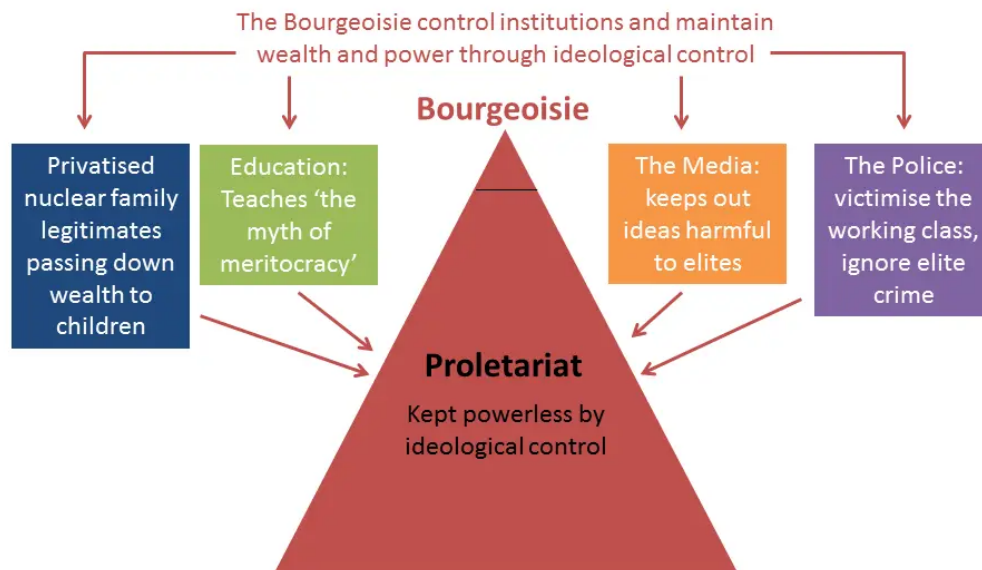 The Bourgeoisie control institutions and maintain
wealth and power through ideological control
Bourgeoisie
Privatised
nuclear family
legitimates
passing down
wealth to
children
Education:
Teaches ‘the
myth of
meritocracy’
The Media:
keeps out
ideas harmful
to elites
The Police:
victimise the
working class,
ignore elite
crime
Proletariat
Kept powerless by
ideological control